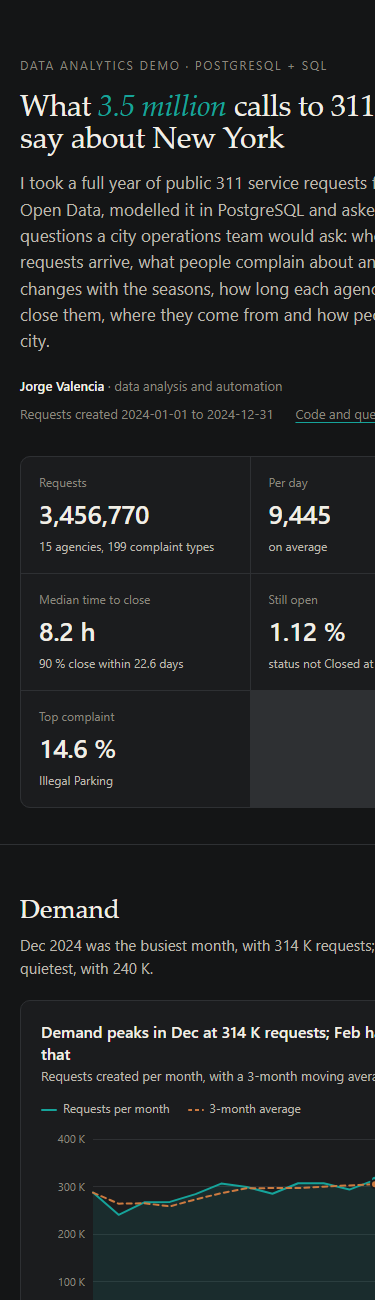 DATA ANALYTICS DEMO · POSTGRESQL + SQL
What 3.5 million calls to 311
say about New York
I took a full year of public 311 service requests
Open Data, modelled it in PostgreSQL and aske
questions a city operations team would ask:
requests arrive, what people complain about an
changes with the seasons, how long each
close them, where they come from and how
city.
Jorge Valencia · data analysis and automation
Requests created 2024-01-01 to 2024-12-31
Code and que
Requests
3,456,770
15 agencies, 199 complaint types
Per day
9,445
on average
Median time to close
8.2 h
90 % close within 22.6 days
Still open
1.12 %
status not Closed at
Top complaint
14.6 %
Illegal Parking
Demand
Dec 2024 was the busiest month, with 314 K requests;
quietest, with 240 K.
Demand peaks in Dec at 314 K requests; Feb
that
Requests created per month, with a 3-month moving
Requests per month
3-month average
400 K
300 K
200 K
100 K